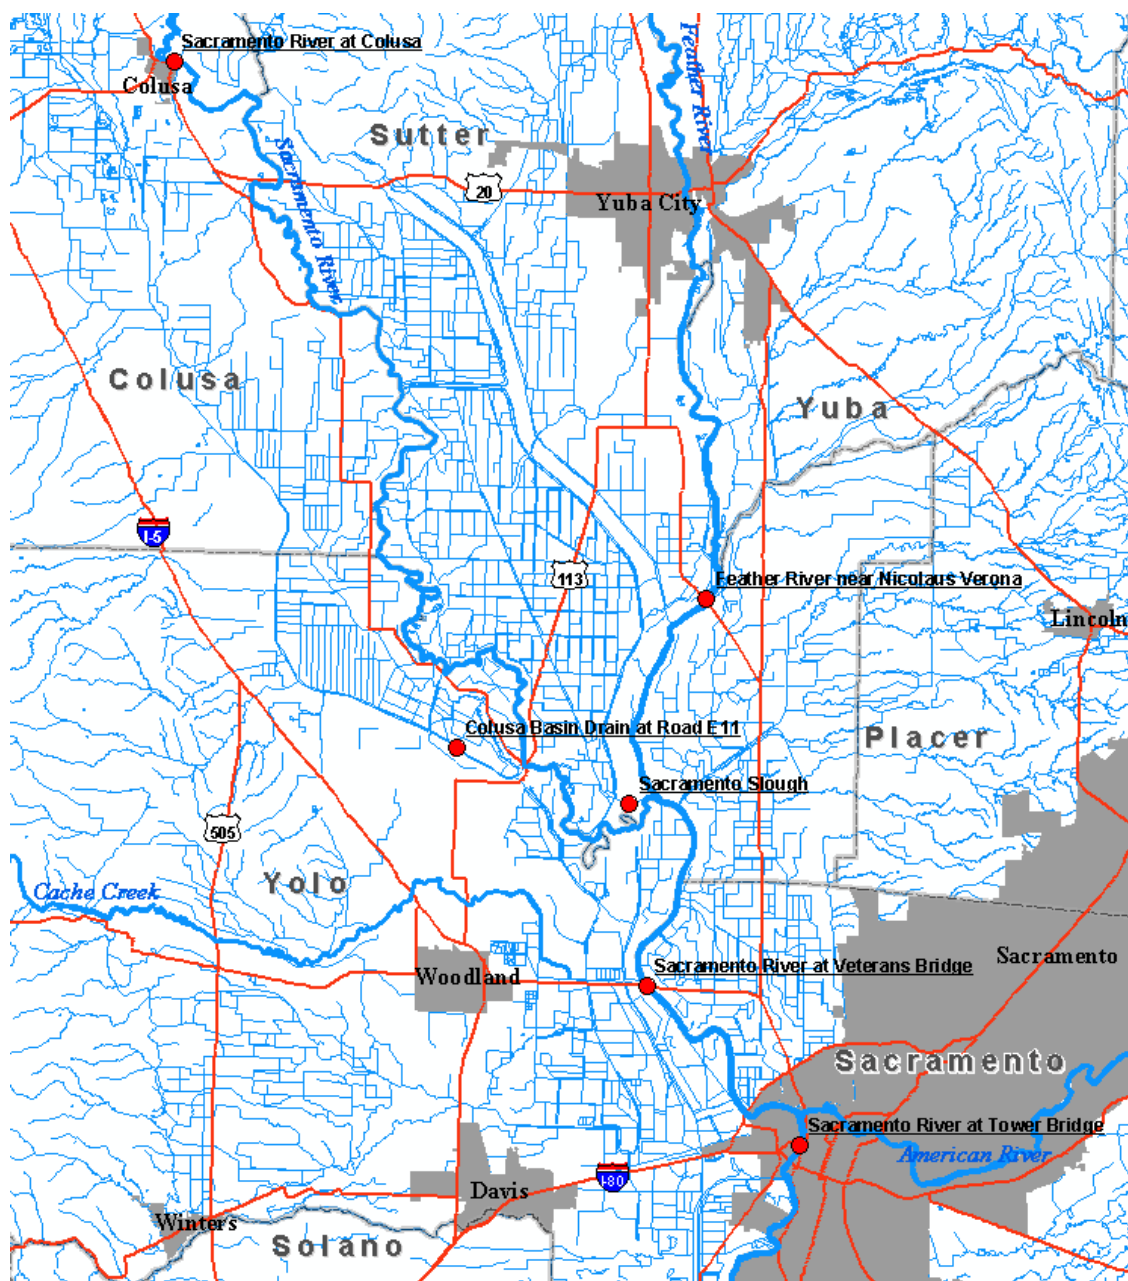 Sacramento River at Colusa
Colusa
Feather River
Sutter
Sacramento River
20
Yuba City
Colusa
Yuba
I-5
113
Feather River near Nicolaus Verona
Lincoln
Colusa Basin Drain at Road E11
Placer
Sacramento Slough
505
Yolo
Cache Creek
Sacramento
Woodland
Sacramento River at Veterans Bridge
Sacramento
Sacramento River at Tower Bridge
American River
I-80
Davis
Winters
Solano